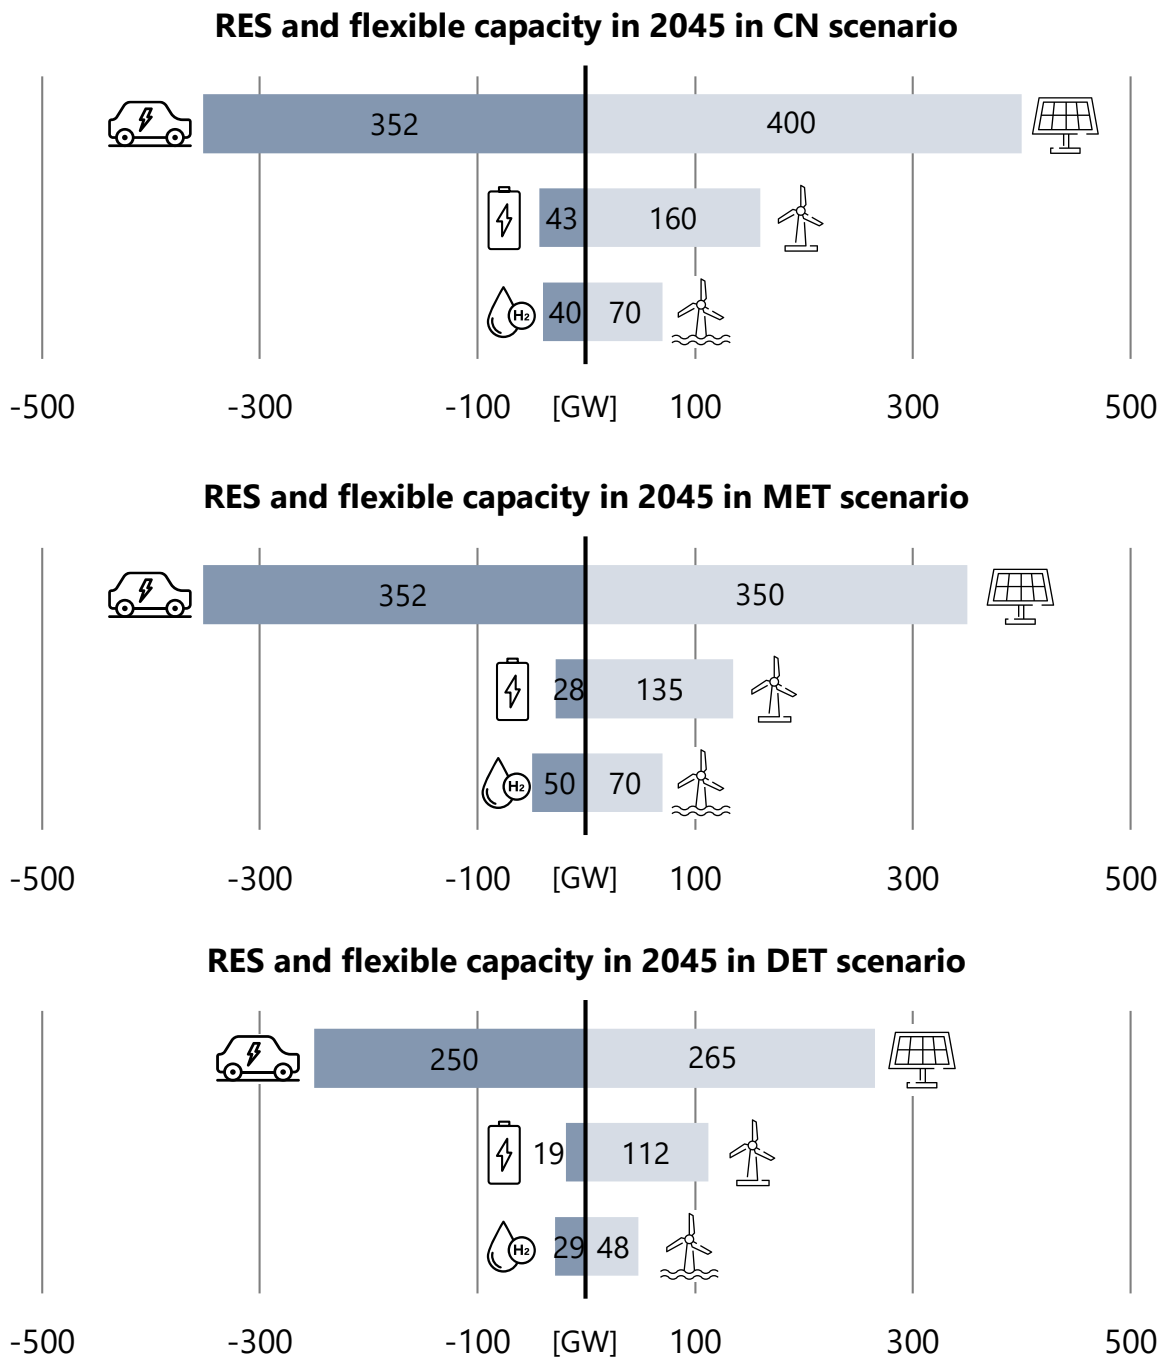 RES and flexible capacity in 2045 in CN scenario
352 400
43 160
H₂ 40 70
-500 -300 -100 [GW] 100 300 500
RES and flexible capacity in 2045 in MET scenario
352 350
28 135
H₂ 50 70
-500 -300 -100 [GW] 100 300 500
RES and flexible capacity in 2045 in DET scenario
250 265
19 112
H₂ 29 48
-500 -300 -100 [GW] 100 300 500